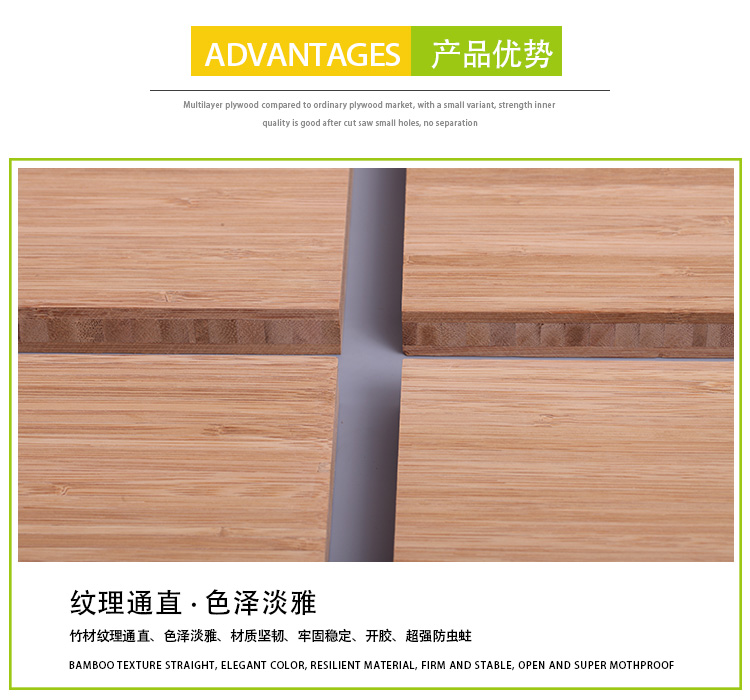 ADVANTAGES 产品优势
Multilayer plywood compared to ordinary plywood market, with a small variant, strength inner
quality is good after cut saw small holes, no separation
纹理通直·色泽淡雅
竹材纹理通直、色泽淡雅、材质坚韧、牢固稳定、开胶、超强防虫蛀
BAMBOO TEXTURE STRAIGHT, ELEGANT COLOR, RESILIENT MATERIAL, FIRM AND STABLE, OPEN AND SUPER MOTHPROOF